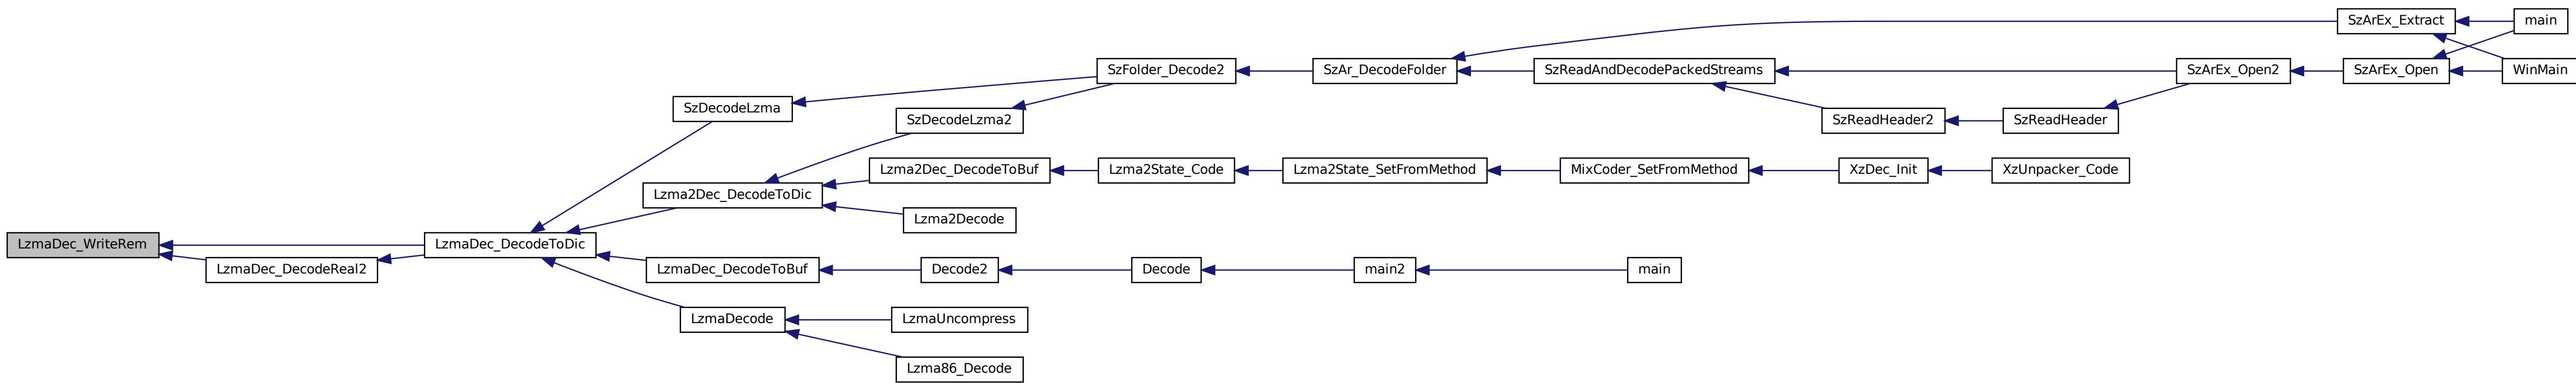 SzArEx_Extract
main
SzFolder_Decode2
SzAr_DecodeFolder
SzReadAndDecodePackedStreams
SzArEx_Open2
SzArEx_Open
WinMain
SzDecodeLzma
SzDecodeLzma2
SzReadHeader2
SzReadHeader
Lzma2Dec_DecodeToBuf
Lzma2State_Code
Lzma2State_SetFromMethod
MixCoder_SetFromMethod
XzDec_Init
XzUnpacker_Code
Lzma2Dec_DecodeToDic
Lzma2Decode
LzmaDec_WriteRem
LzmaDec_DecodeToDic
LzmaDec_DecodeReal2
LzmaDec_DecodeToBuf
Decode2
Decode
main2
main
LzmaDecode
LzmaUncompress
Lzma86_Decode